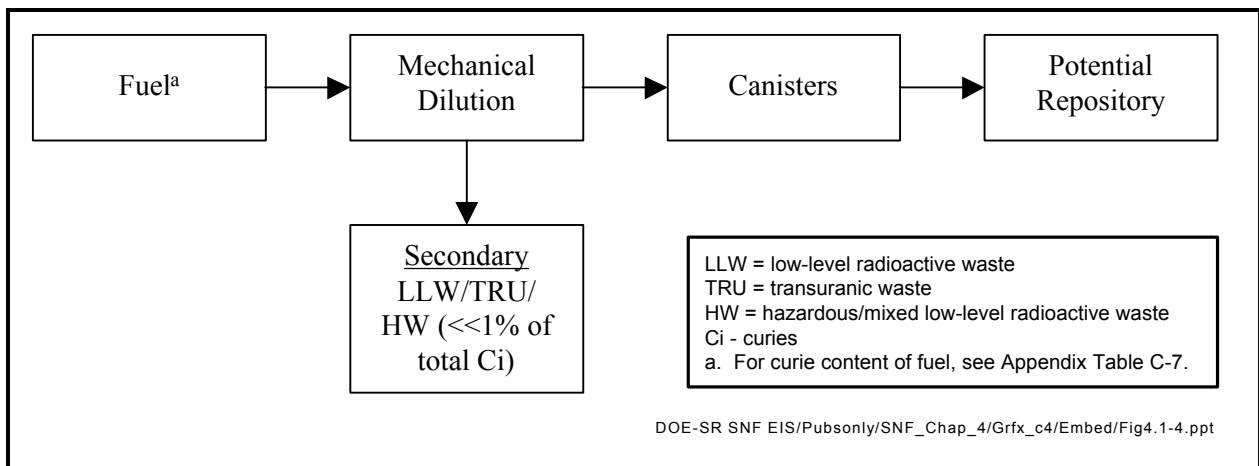 Fuelᵃ
Mechanical
Dilution
Canisters
Potential
Repository
Secondary
LLW/TRU/
HW (<<1% of
total Ci)
LLW = low-level radioactive waste
TRU = transuranic waste
HW = hazardous/mixed low-level radioactive waste
Ci - curies
a. For curie content of fuel, see Appendix Table C-7.
DOE-SR SNF EIS/Pubsonly/SNF_Chap_4/Grfx_c4/Embed/Fig4.1-4.ppt